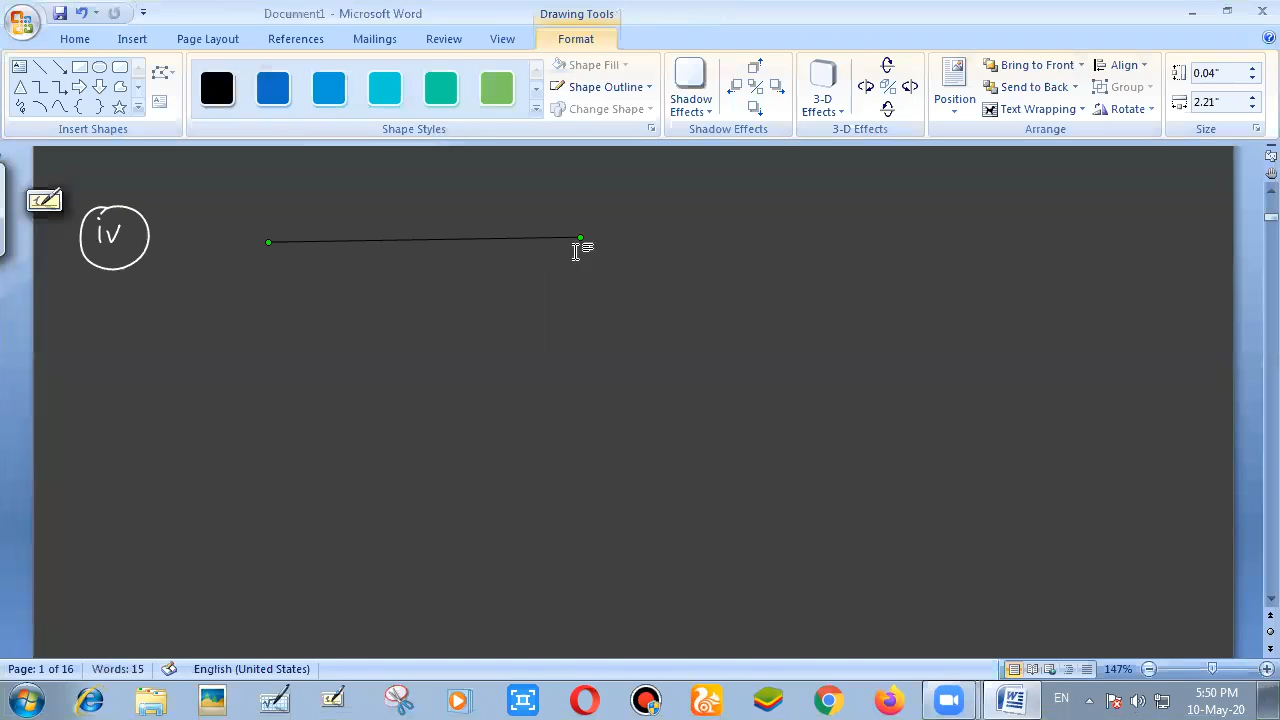 Document1 - Microsoft Word
Drawing Tools
Home Insert Page Layout References Mailings Review View Format
Shape Fill
Shape Outline
Change Shape
Shadow Effects
3-D Effects
Position
Bring to Front
Send to Back
Text Wrapping
Align
Group
Rotate
0.04"
2.21"
Insert Shapes Shape Styles Shadow Effects 3-D Effects Arrange Size
iv
Page: 1 of 16 Words: 15 English (United States) 147%
EN 5:50 PM
10-May-20